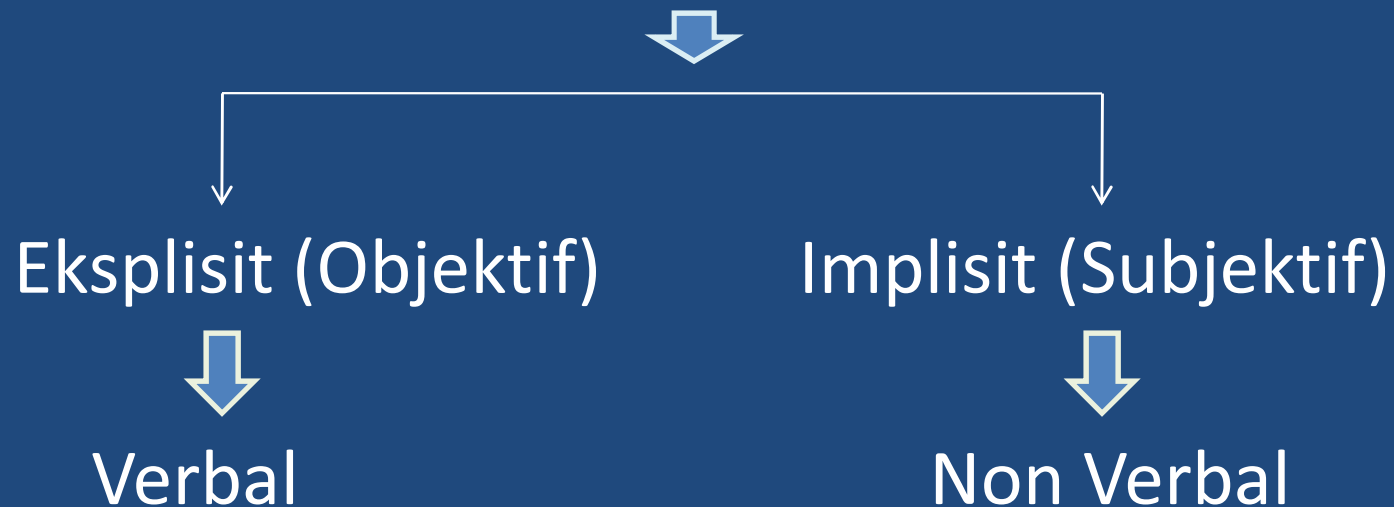 Eksplisit (Objektif)
Implisit (Subjektif)
Verbal
Non Verbal